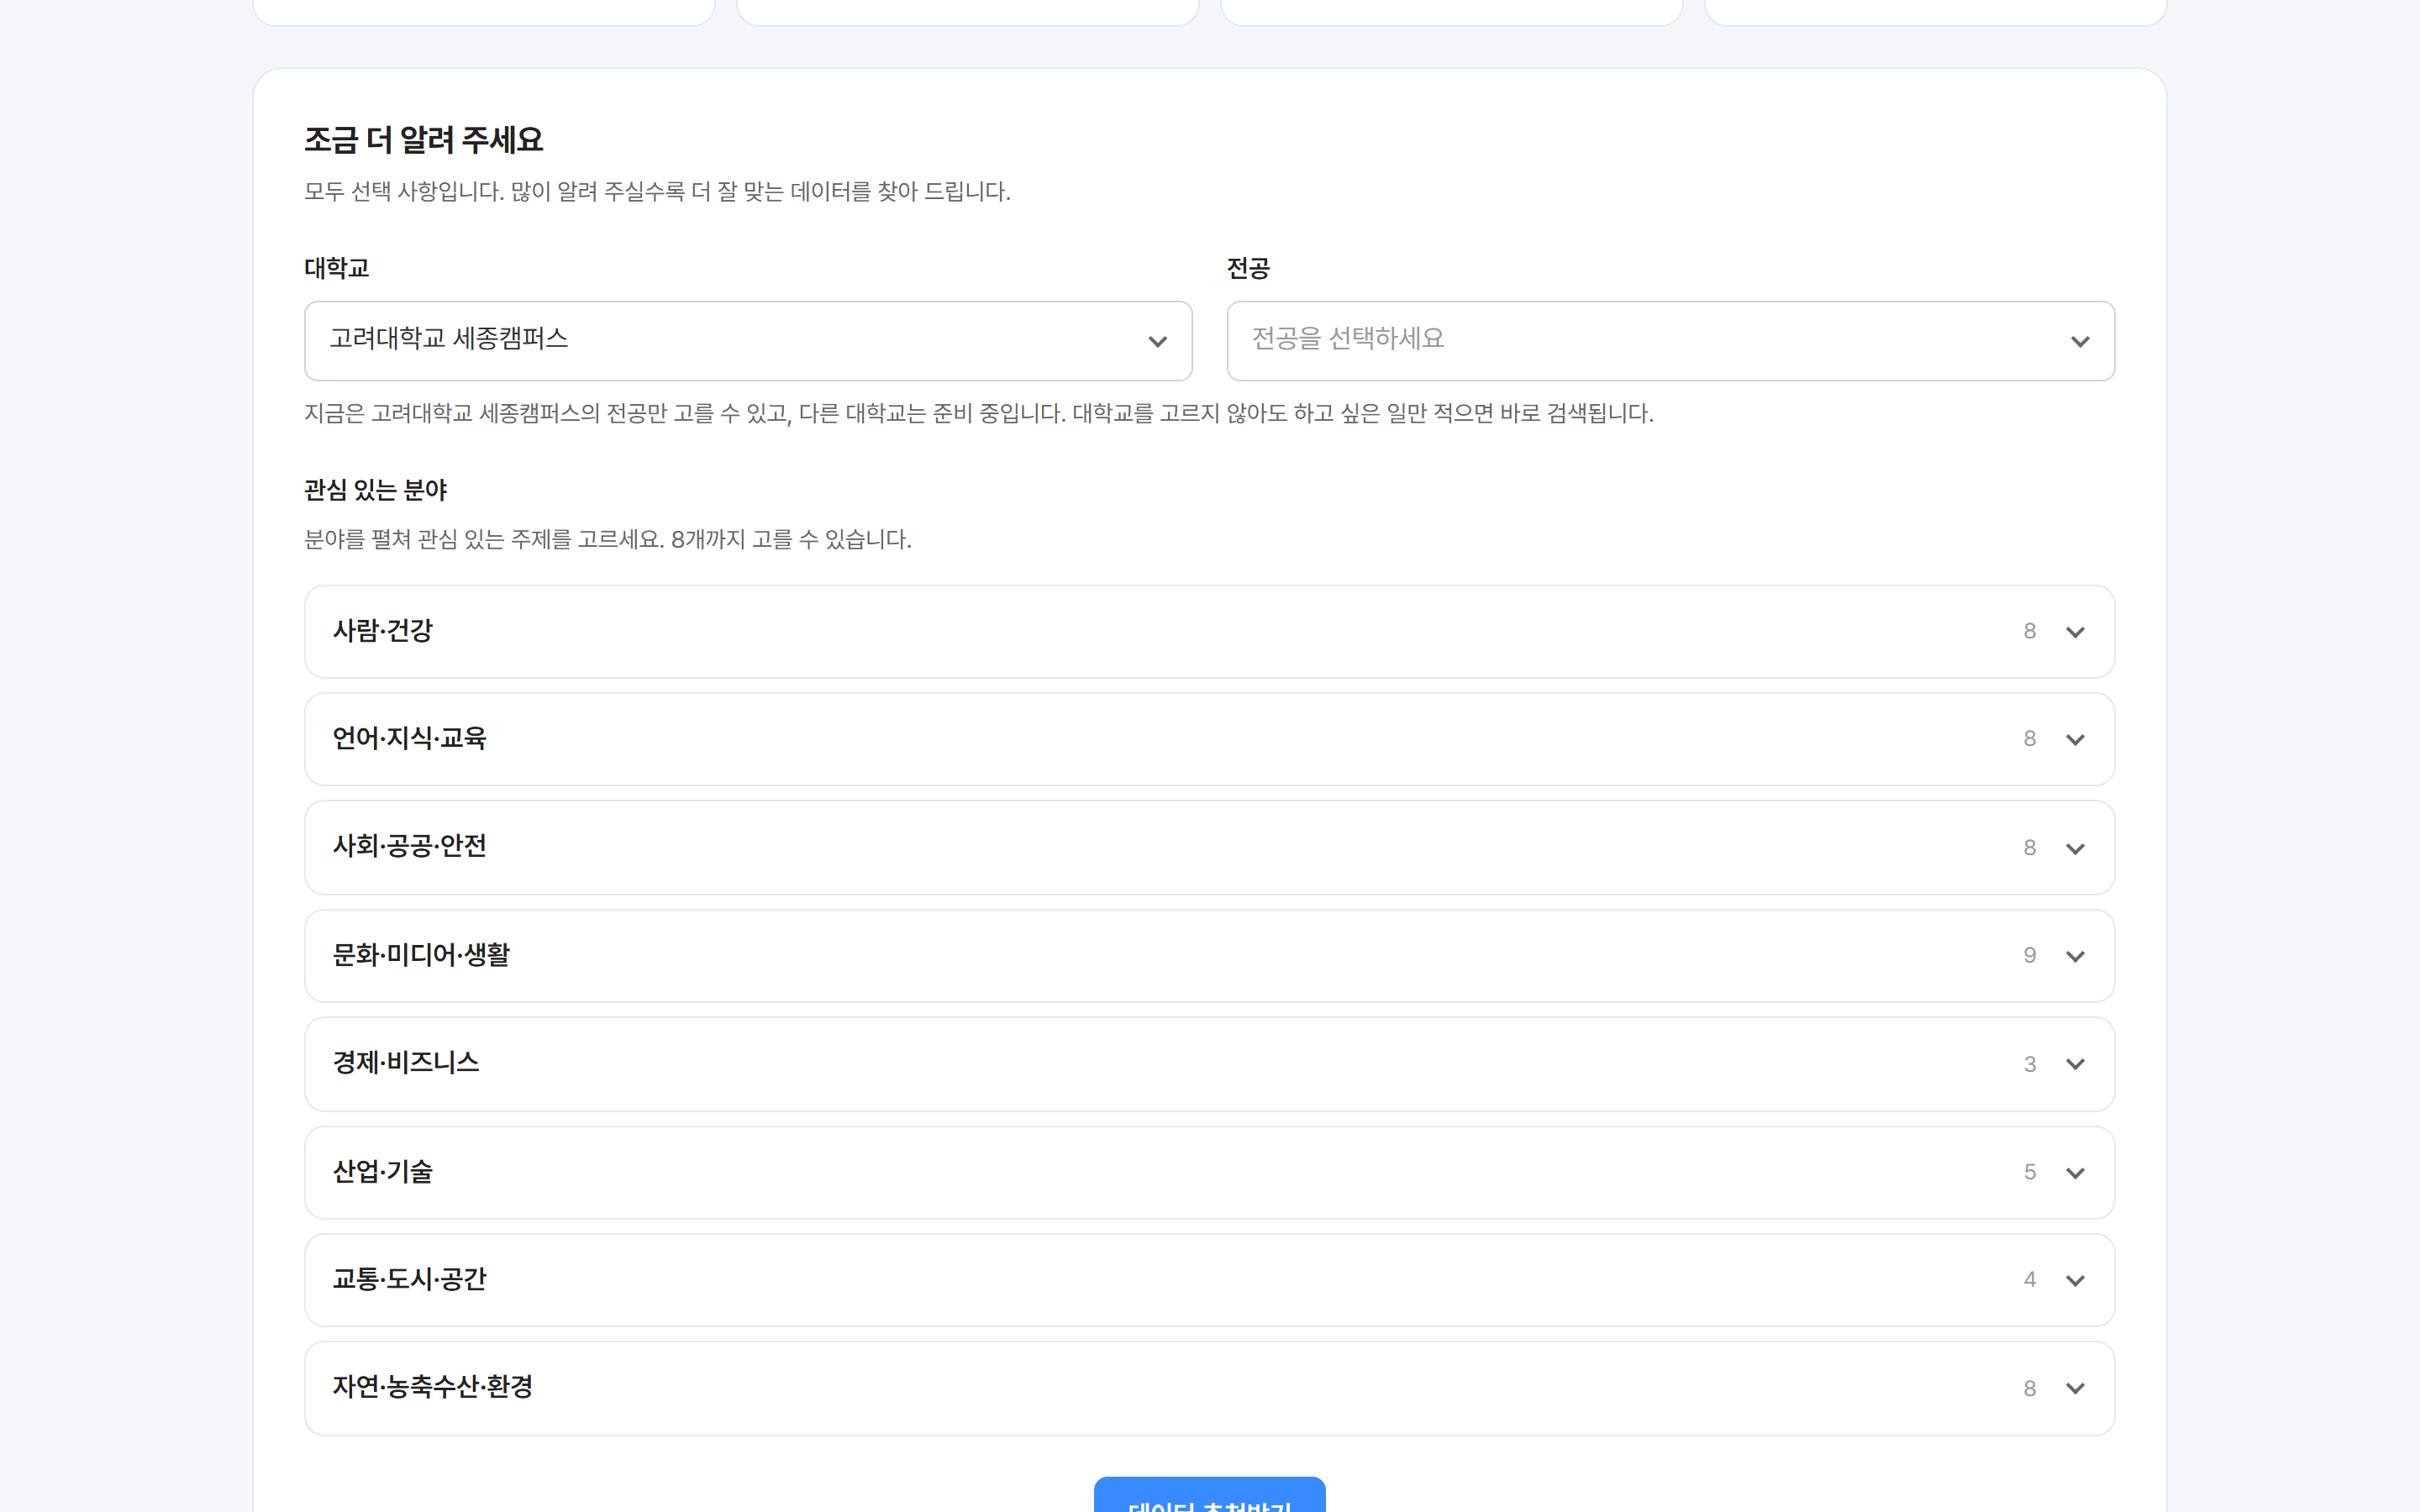 조금 더 알려 주세요
모두 선택 사항입니다. 많이 알려 주실수록 더 잘 맞는 데이터를 찾아 드립니다.
대학교
전공
고려대학교 세종캠퍼스
전공을 선택하세요
지금은 고려대학교 세종캠퍼스의 전공만 고를 수 있고, 다른 대학교는 준비 중입니다. 대학교를 고르지 않아도 하고 싶은 일만 적으면 바로 검색됩니다.
관심 있는 분야
분야를 펼쳐 관심 있는 주제를 고르세요. 8개까지 고를 수 있습니다.
사람·건강 8
언어·지식·교육 8
사회·공공·안전 8
문화·미디어·생활 9
경제·비즈니스 3
산업·기술 5
교통·도시·공간 4
자연·농축수산·환경 8